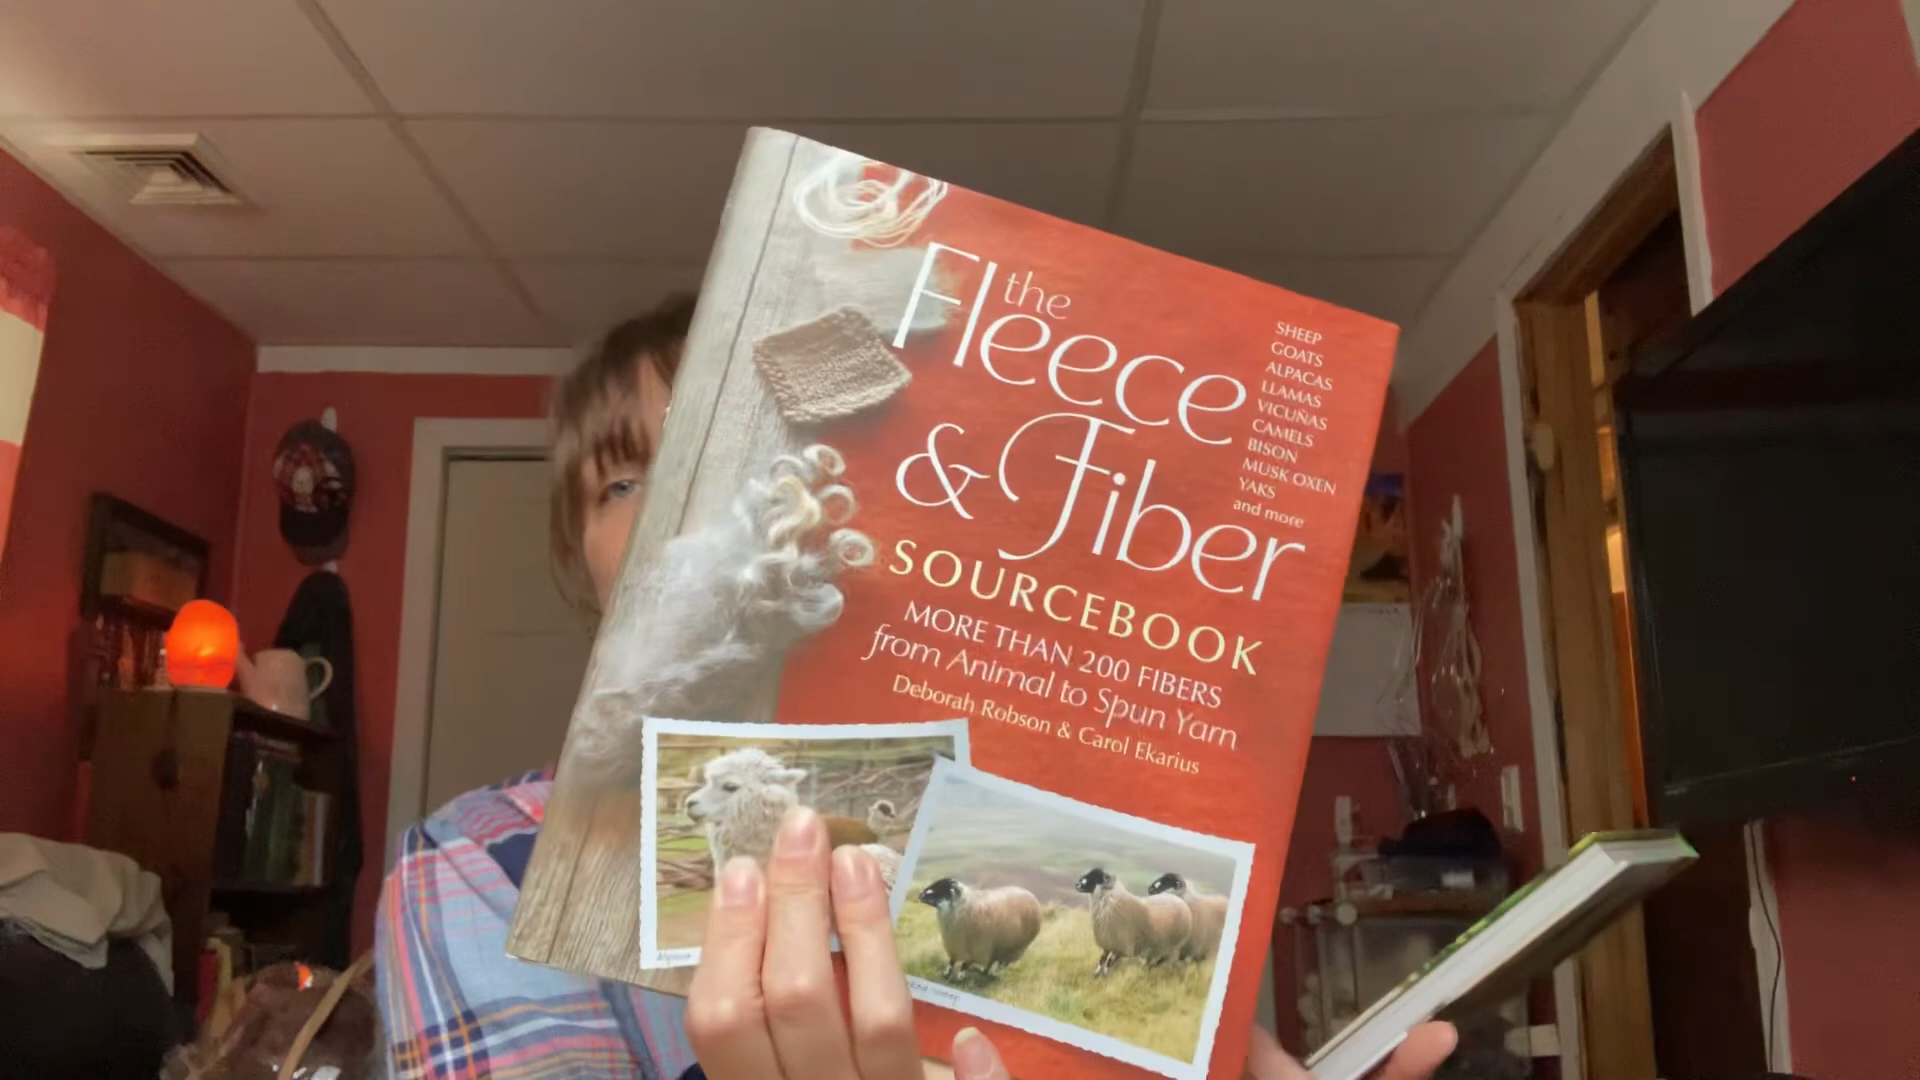 the
Fleece
& Fiber
SOURCEBOOK
MORE THAN 200 FIBERS
from Animal to Spun Yarn
Deborah Robson & Carol Ekarius
SHEEP
GOATS
ALPACAS
LLAMAS
VICUÑAS
CAMELS
BISON
MUSK OXEN
YAKS
and more
Alpaca